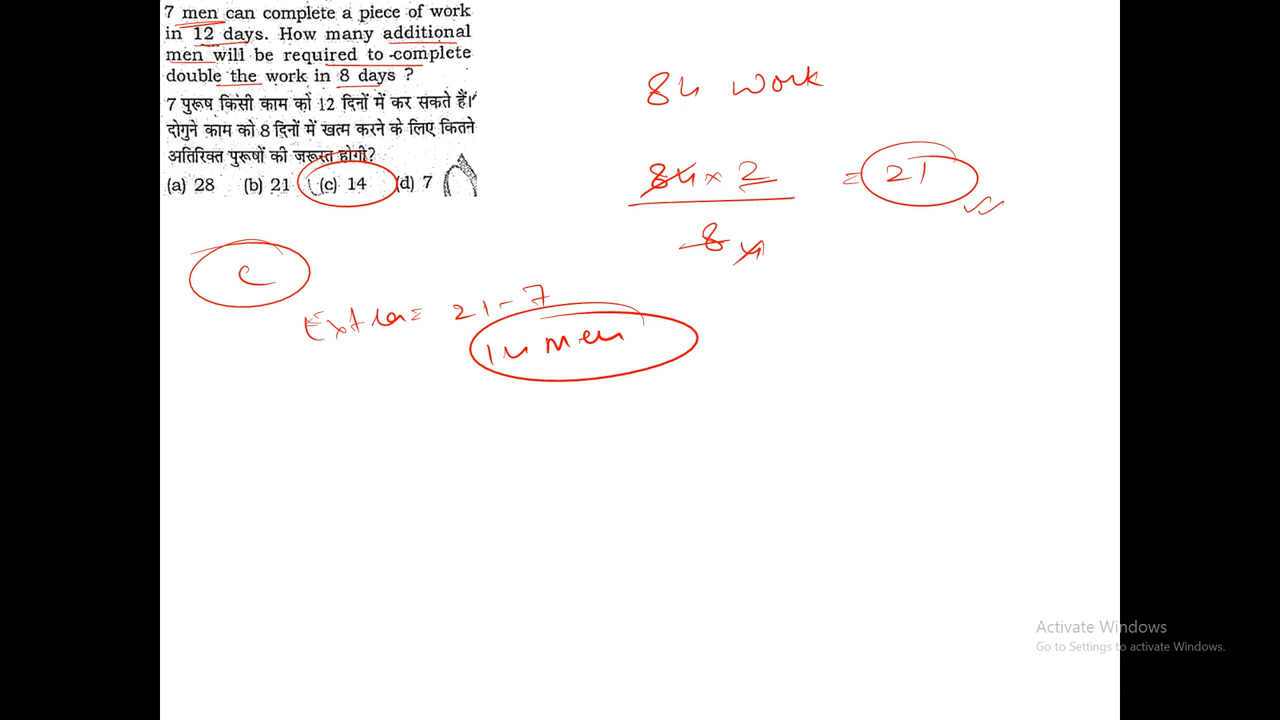 7 men can complete a piece of work
in 12 days. How many additional
men will be required to complete
double the work in 8 days ?
7 पुरूष किसी काम को 12 दिनों में कर सकते हैं।
दोगुने काम को 8 दिनों में खत्म करने के लिए कितने
अतिरिक्त पुरूषों की जरूरत होगी?
(a) 28 (b) 21 (c) 14 (d) 7
84 work
84 x 2
8
= 21
C
Extra = 21 - 7
14 men
Activate Windows
Go to Settings to activate Windows.